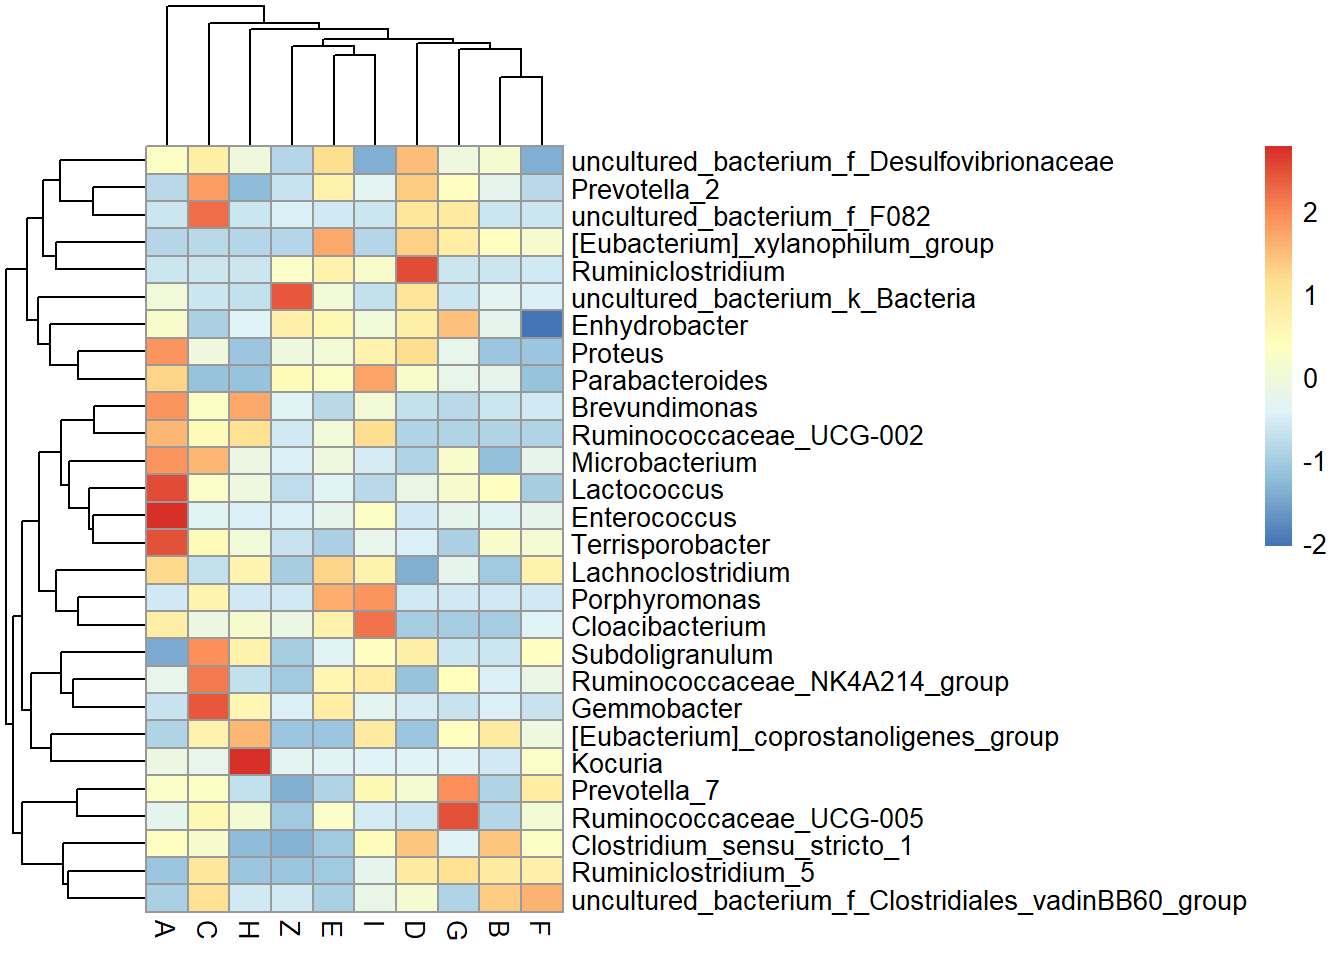 uncultured_bacterium_f_Desulfovibrionaceae
Prevotella_2
uncultured_bacterium_f_F082
[Eubacterium]_xylanophilum_group
Ruminiclostridium
uncultured_bacterium_k_Bacteria
Enhydrobacter
Proteus
Parabacteroides
Brevundimonas
Ruminococcaceae_UCG-002
Microbacterium
Lactococcus
Enterococcus
Terrisporobacter
Lachnoclostridium
Porphyromonas
Cloacibacterium
Subdoligranulum
Ruminococcaceae_NK4A214_group
Gemmobacter
[Eubacterium]_coprostanoligenes_group
Kocuria
Prevotella_7
Ruminococcaceae_UCG-005
Clostridium_sensu_stricto_1
Ruminiclostridium_5
uncultured_bacterium_f_Clostridiales_vadinBB60_group
A C H Z E I D G B F
2
1
0
-1
-2